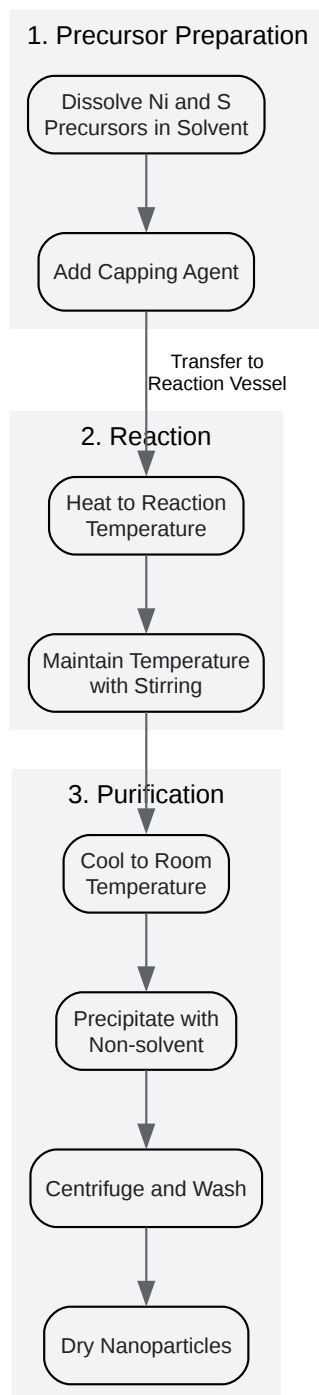 1. Precursor Preparation
Dissolve Ni and S
Precursors in Solvent
Add Capping Agent
Transfer to
Reaction Vessel
2. Reaction
Heat to Reaction
Temperature
Maintain Temperature
with Stirring
3. Purification
Cool to Room
Temperature
Precipitate with
Non-solvent
Centrifuge and Wash
Dry Nanoparticles